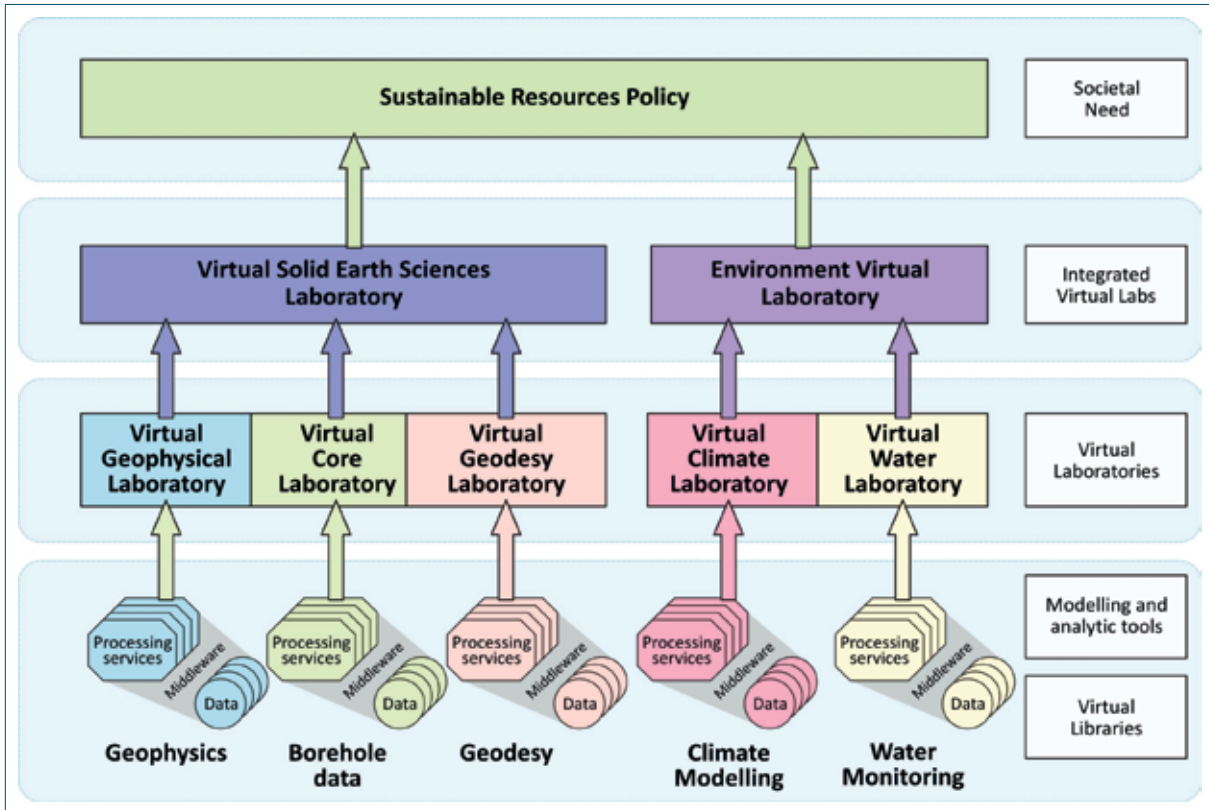 Sustainable Resources Policy
Societal
Need
Virtual Solid Earth Sciences
Laboratory
Environment Virtual
Laboratory
Integrated
Virtual Labs
Virtual
Geophysical
Laboratory
Virtual
Core
Laboratory
Virtual
Geodesy
Laboratory
Virtual
Climate
Laboratory
Virtual
Water
Laboratory
Virtual
Laboratories
Processing
services
Middleware
Data
Geophysics
Processing
services
Middleware
Data
Borehole
data
Processing
services
Middleware
Data
Geodesy
Processing
services
Middleware
Data
Climate
Modelling
Processing
services
Middleware
Data
Water
Monitoring
Modelling and
analytic tools
Virtual
Libraries